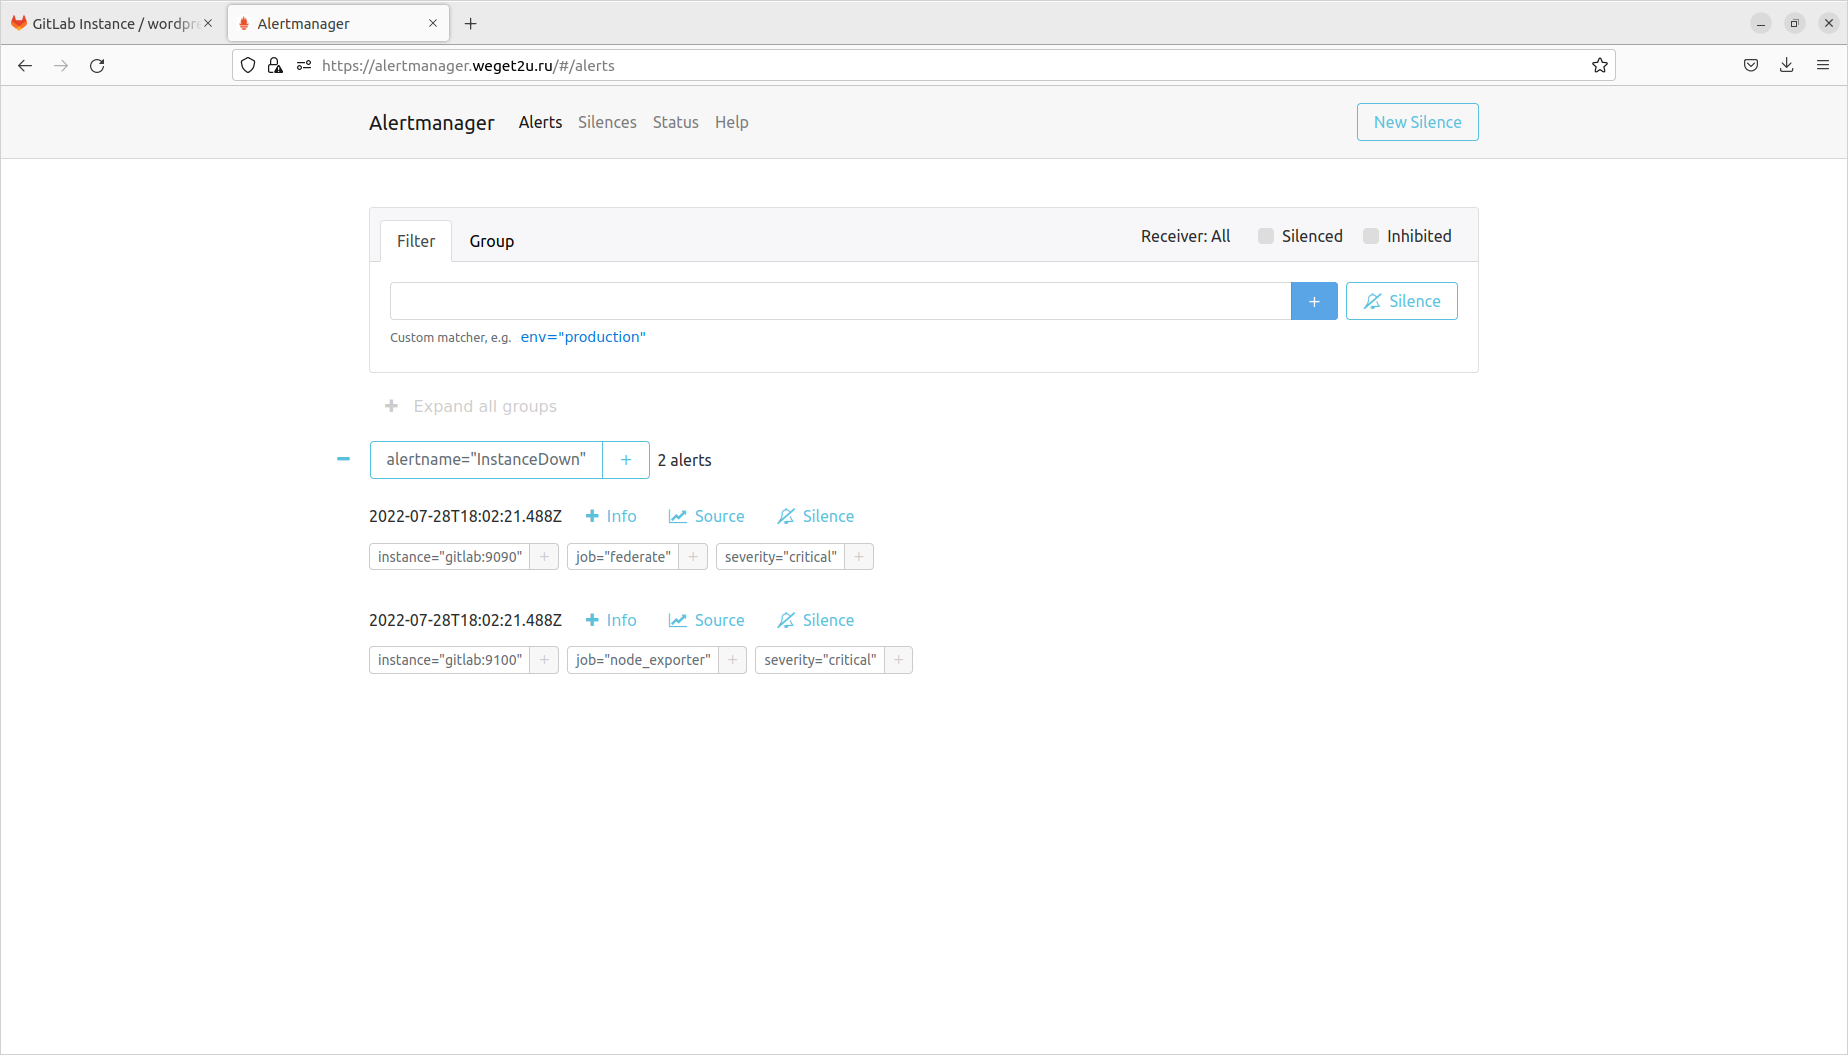 GitLab Instance / wordpre
Alertmanager
https://alertmanager.weget2u.ru/#/alerts
Alertmanager Alerts Silences Status Help New Silence
Filter Group Receiver: All Silenced Inhibited
+ Silence
Custom matcher, e.g. env="production"
+ Expand all groups
alertname="InstanceDown" + 2 alerts
2022-07-28T18:02:21.488Z + Info Source Silence
instance="gitlab:9090" + job="federate" + severity="critical" +
2022-07-28T18:02:21.488Z + Info Source Silence
instance="gitlab:9100" + job="node_exporter" + severity="critical" +